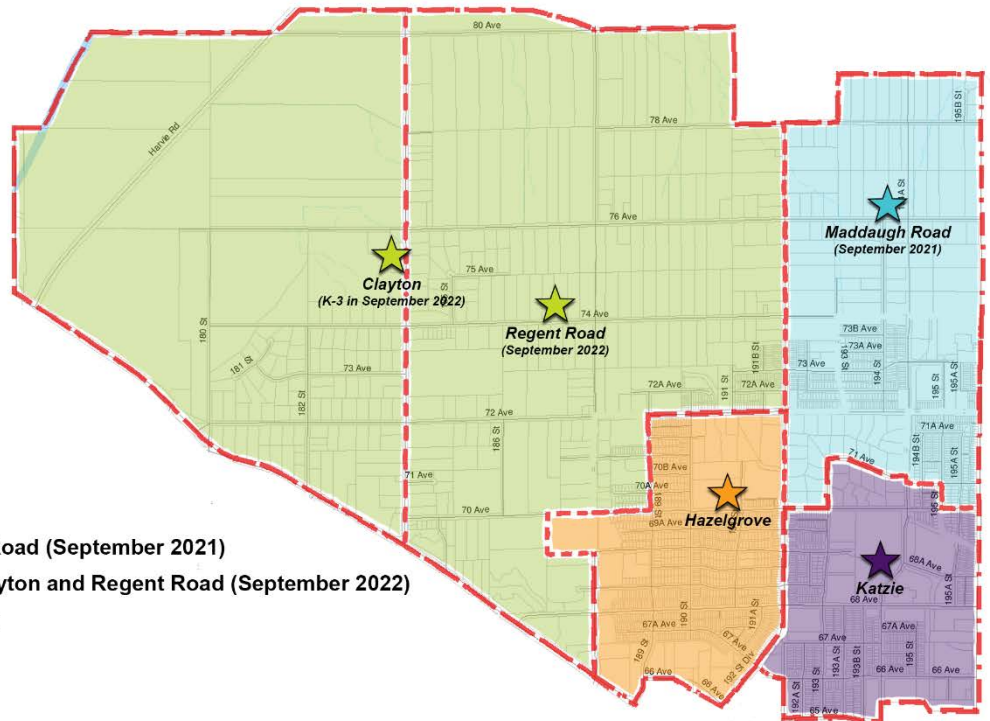 80 Ave
195B St
Harvie Rd
78 Ave
76 Ave
Maddaugh Road
(September 2021)
Clayton
(K-3 in September 2022)
75 Ave
74 Ave
Regent Road
(September 2022)
180 St
181 St
73 Ave
182 St
73B Ave
73A Ave
193 St
73 Ave
194 St
191B St
191 St
72A Ave
72A Ave
195 St
195A St
72 Ave
186 St
71A Ave
194B St
71 Ave
195A St
71 Ave
70B Ave
70A Ave
70 Ave
69A Ave
Hazelgrove
195 St
68A Ave
Katzie
68 Ave
195A St
oad (September 2021)
yton and Regent Road (September 2022)
67A Ave
190 St
191A St
189 St
67 Ave
192 St Div
66 Ave
66 Ave
67A Ave
67 Ave
193A St
193B St
195 St
66 Ave
66 Ave
192A St
193 St
65 Ave